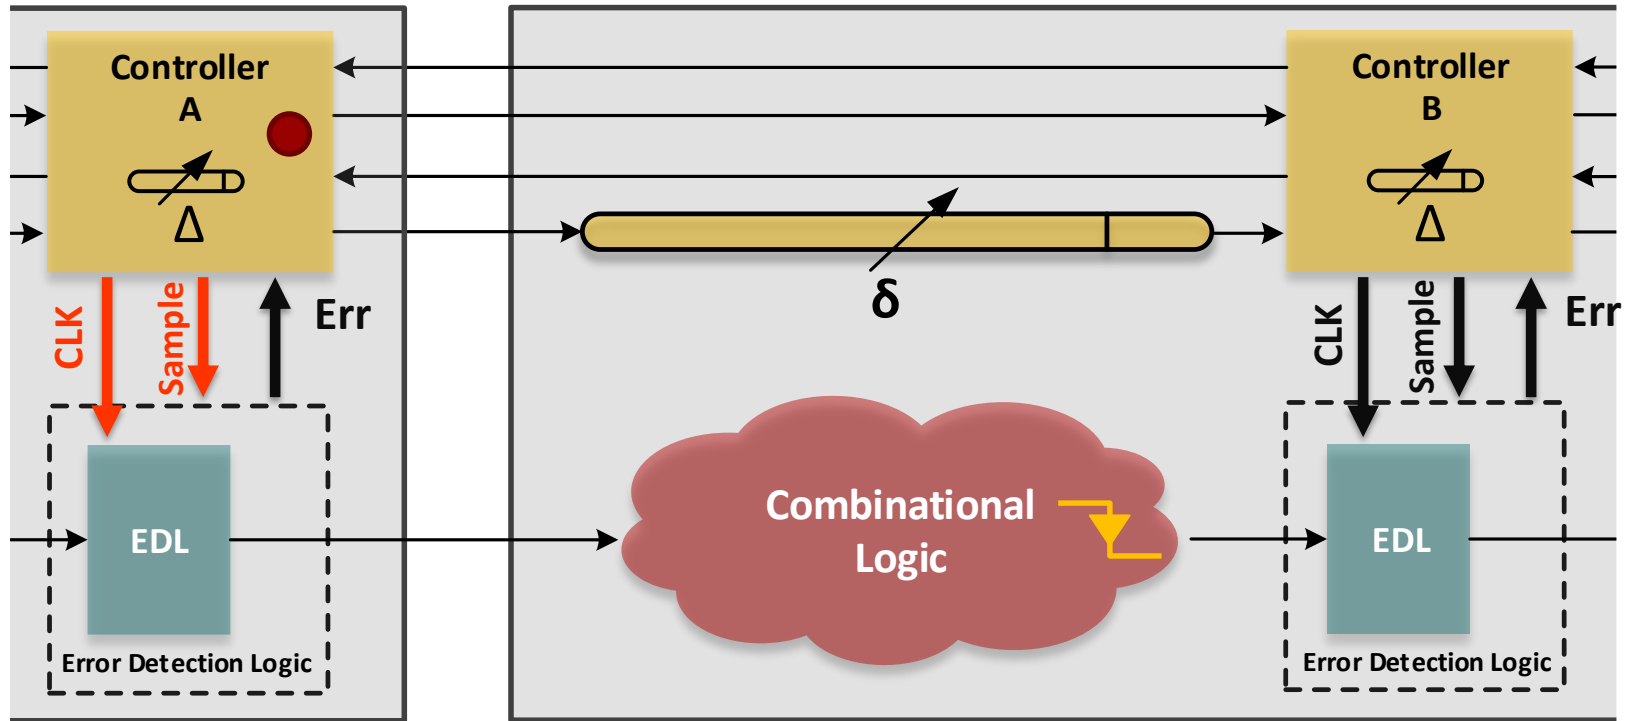 Controller
A
Δ
CLK
Sample
Err
EDL
Error Detection Logic
δ
Combinational
Logic
Controller
B
Δ
CLK
Sample
Err
EDL
Error Detection Logic